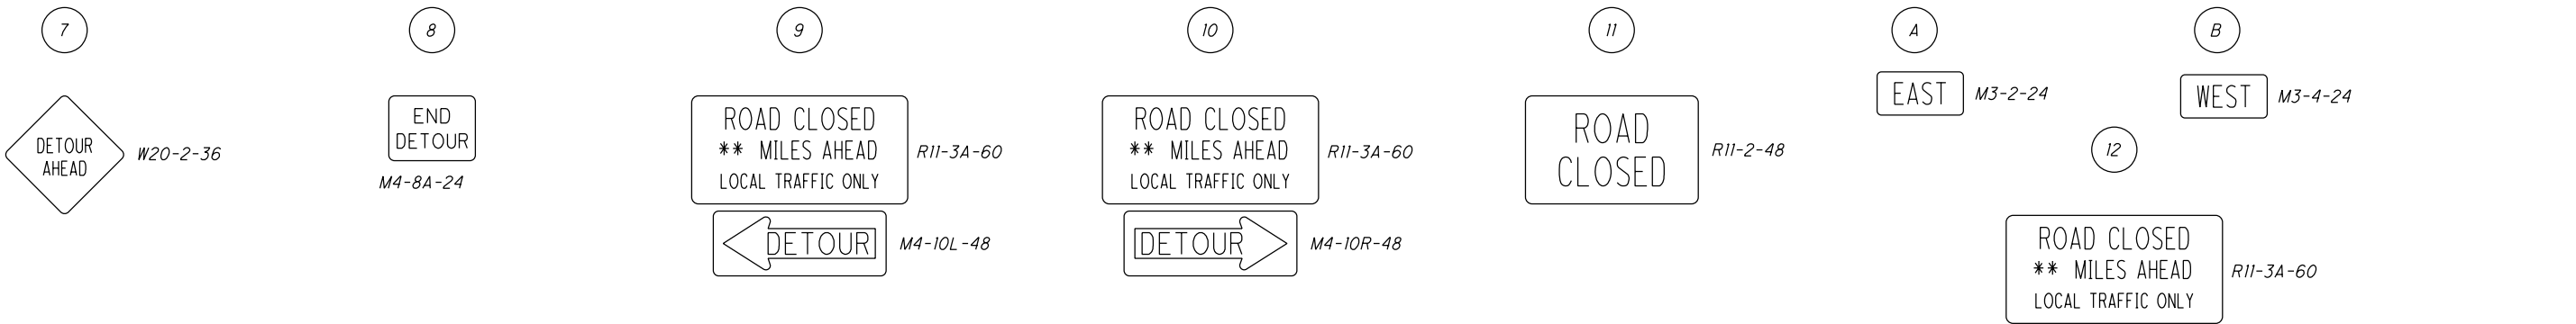 7
DETOUR
AHEAD
W20-2-36
8
END
DETOUR
M4-8A-24
9
ROAD CLOSED
** MILES AHEAD
LOCAL TRAFFIC ONLY
R11-3A-60
DETOUR
M4-10L-48
10
ROAD CLOSED
** MILES AHEAD
LOCAL TRAFFIC ONLY
R11-3A-60
DETOUR
M4-10R-48
11
ROAD
CLOSED
R11-2-48
A
EAST
M3-2-24
B
WEST
M3-4-24
12
ROAD CLOSED
** MILES AHEAD
LOCAL TRAFFIC ONLY
R11-3A-60